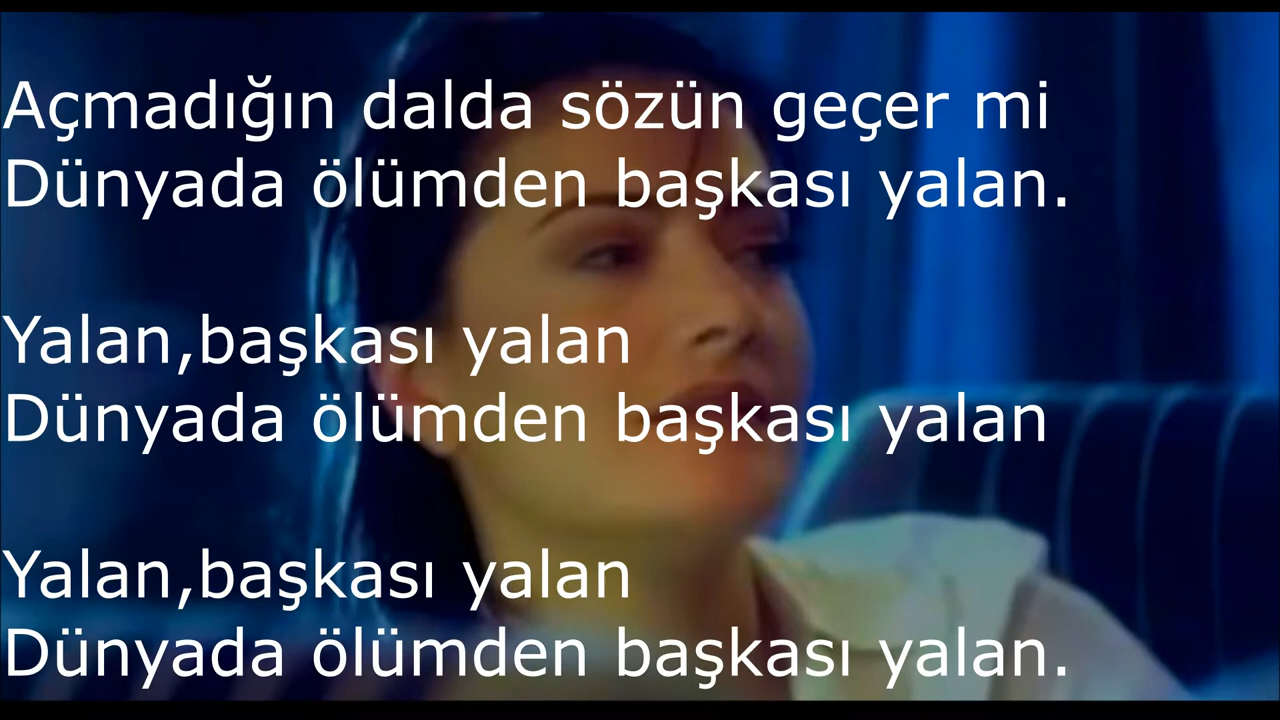 Açmadığın dalda sözün geçer mi
Dünyada ölümden başkası yalan.
Yalan,başkası yalan
Dünyada ölümden başkası yalan
Yalan,başkası yalan
Dünyada ölümden başkası yalan.